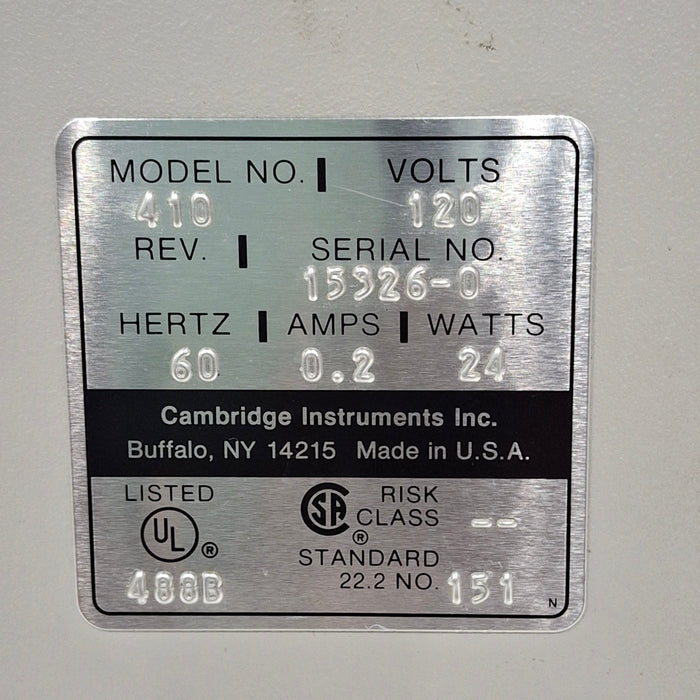 MODEL NO. | VOLTS
410 120
REV. | SERIAL NO.
15326-0
HERTZ | AMPS | WATTS
60 0.2 24
Cambridge Instruments Inc.
Buffalo, NY 14215 Made in U.S.A.
LISTED
UL ®
488B
SA ®
RISK
CLASS --
STANDARD
22.2 NO. 151
N